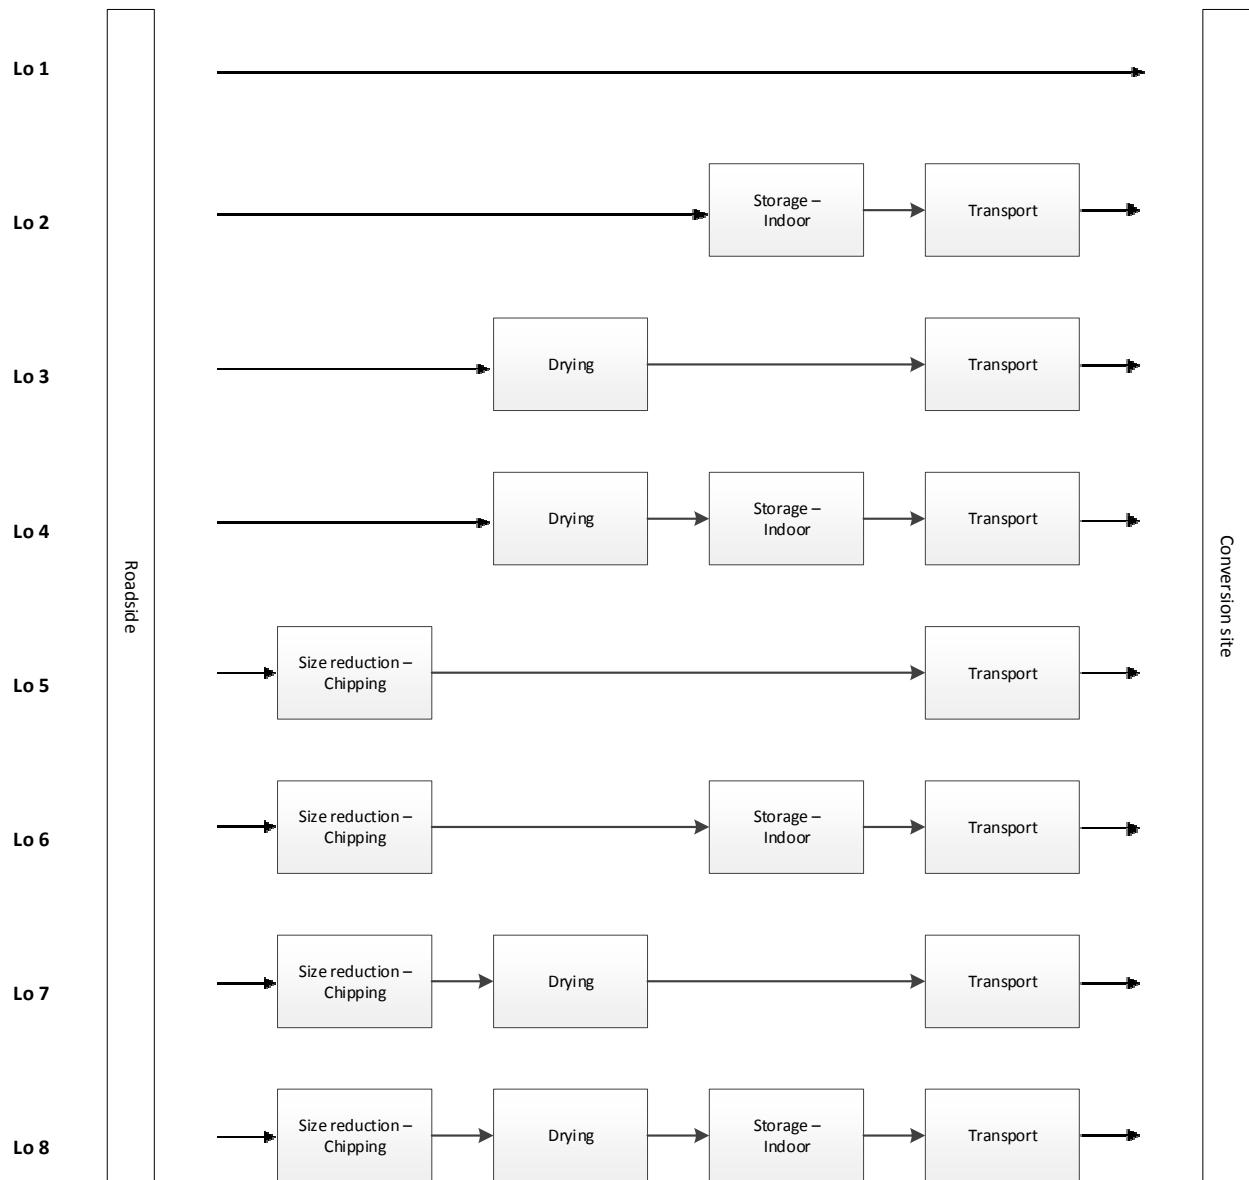 Lo 1
Lo 2
Storage –
Indoor
Transport
Lo 3
Drying
Transport
Lo 4
Drying
Storage –
Indoor
Transport
Roadside
Conversion site
Lo 5
Size reduction –
Chipping
Transport
Lo 6
Size reduction –
Chipping
Storage –
Indoor
Transport
Lo 7
Size reduction –
Chipping
Drying
Transport
Lo 8
Size reduction –
Chipping
Drying
Storage –
Indoor
Transport